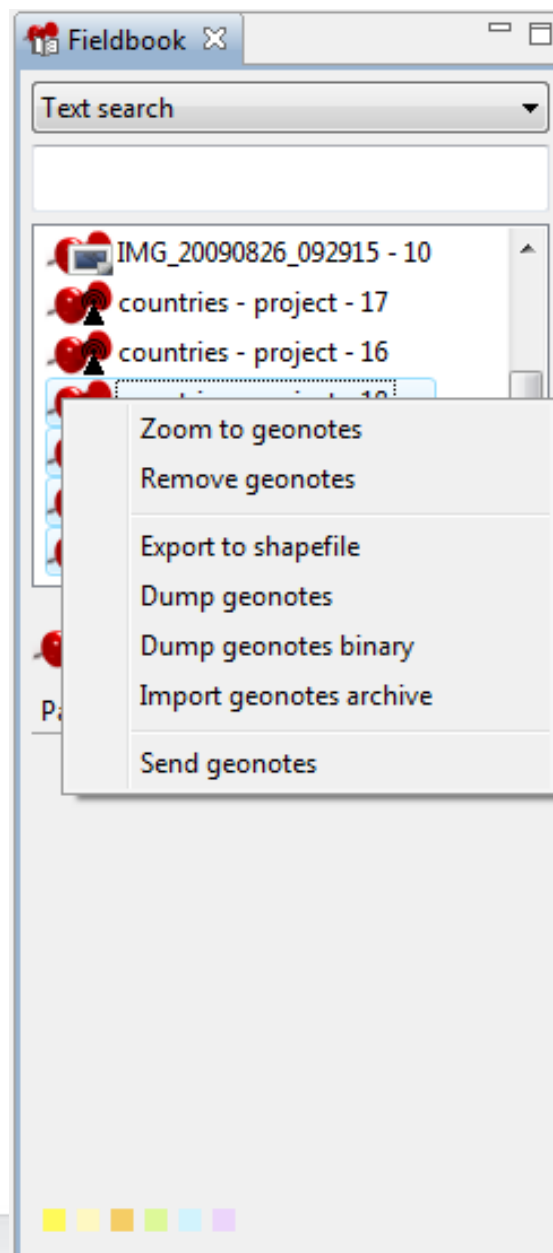 Fieldbook
Text search
IMG_20090826_092915 - 10
countries - project - 17
countries - project - 16
Zoom to geonotes
Remove geonotes
Export to shapefile
Dump geonotes
Dump geonotes binary
Import geonotes archive
Send geonotes